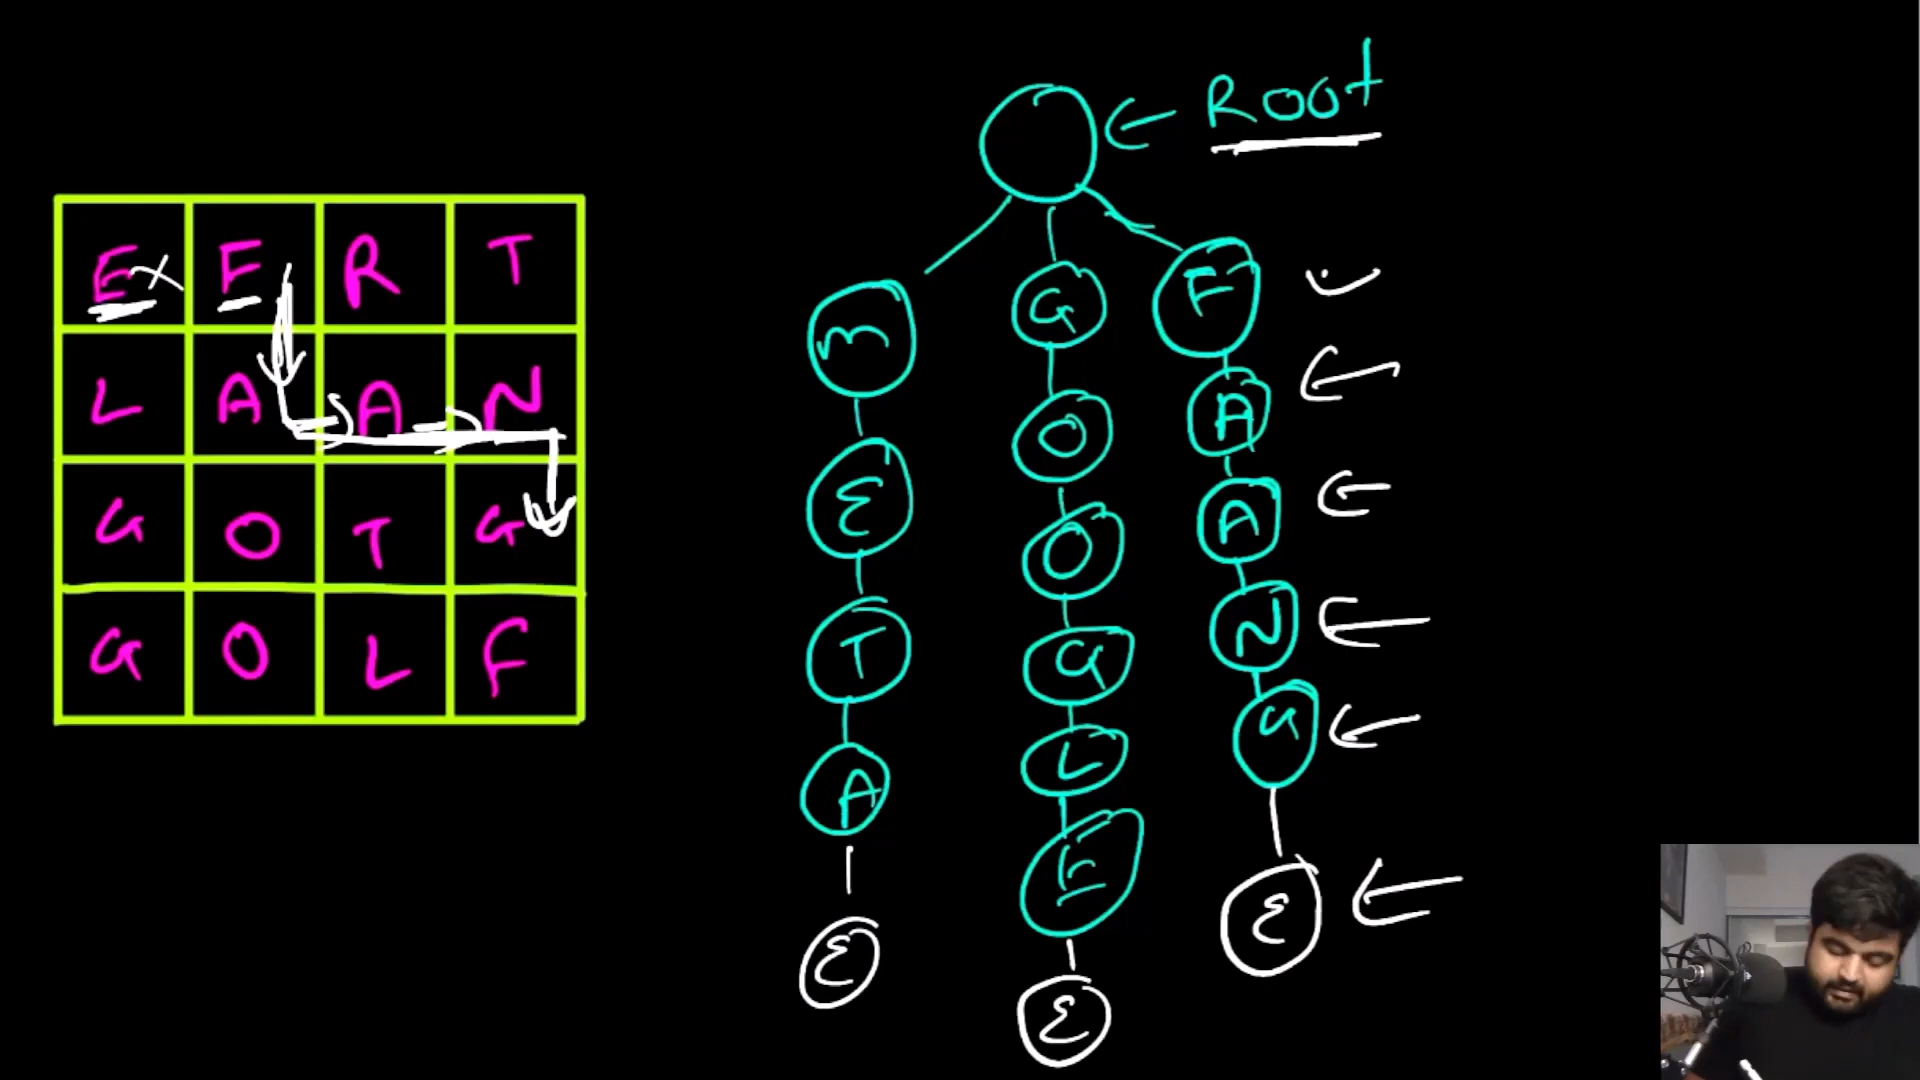 Root
E x F R T
L A A N
G O T G
G O L F
M G F
E O A
T O A
A G N
L G
E
E E E